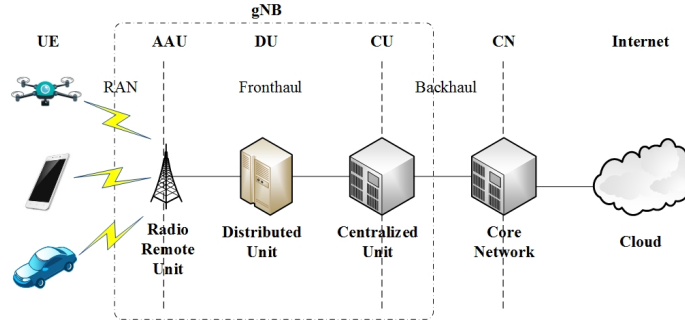 gNB
UE AAU DU CU CN Internet
RAN Fronthaul Backhaul
Radio Distributed Centralized Core Cloud
Remote Unit Unit Network
Unit